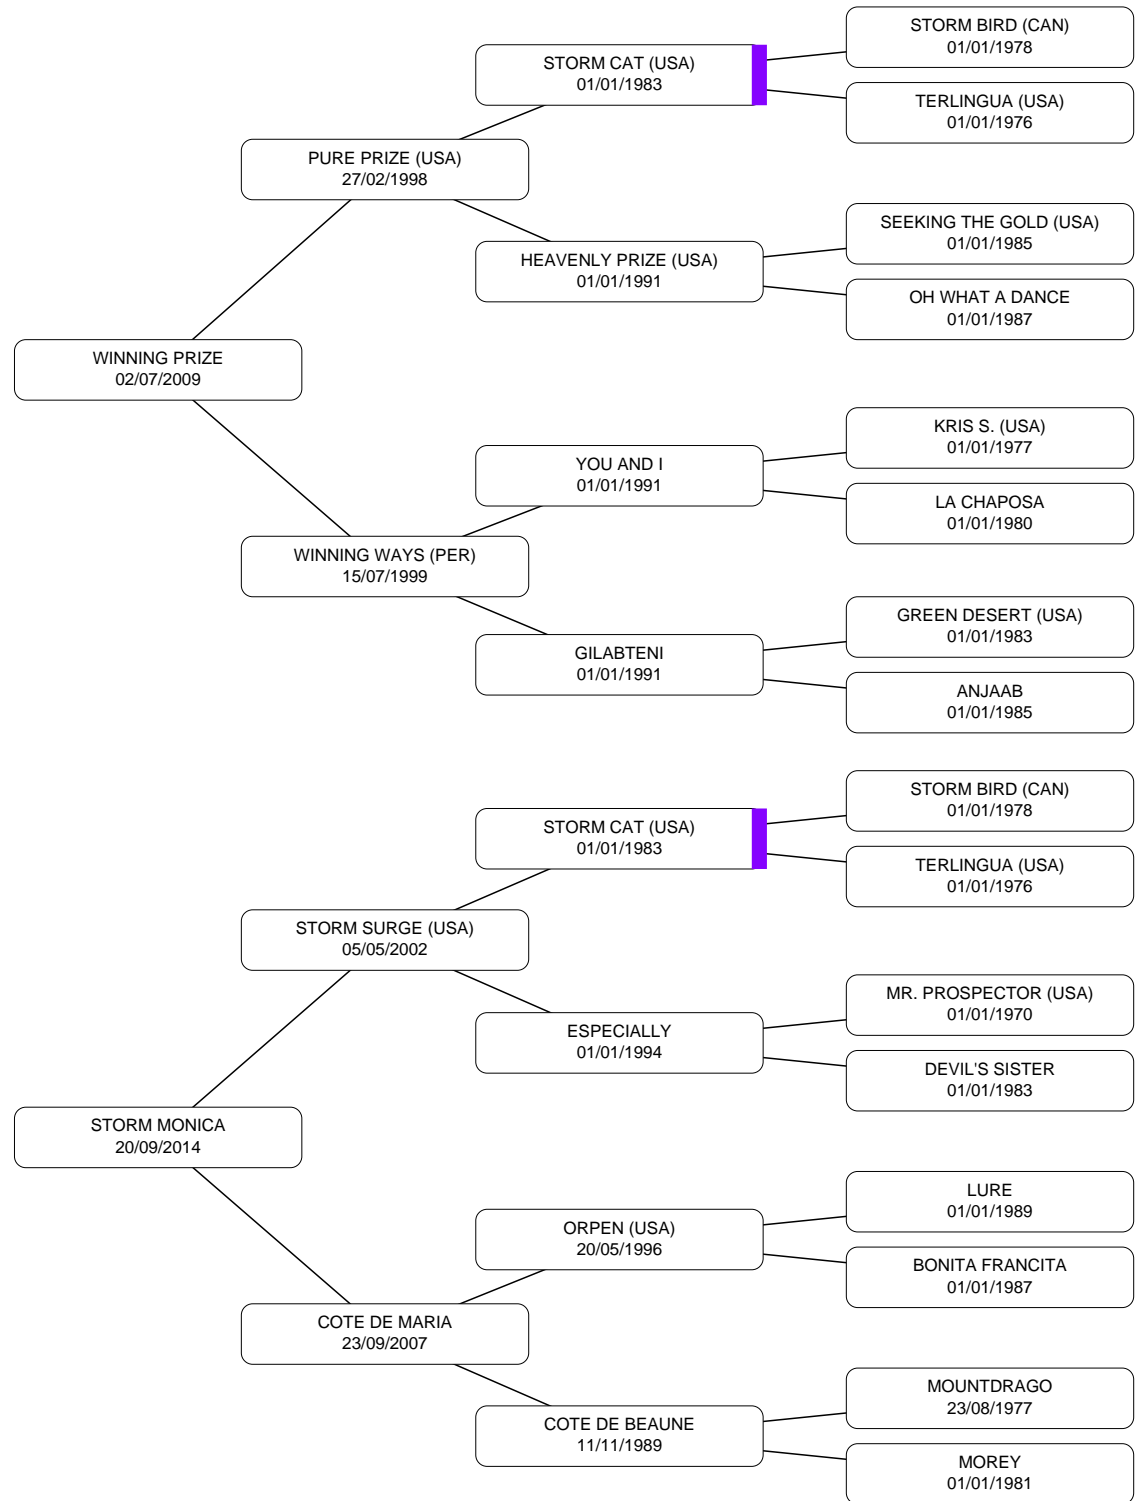 STORM BIRD (CAN)
01/01/1978
STORM CAT (USA)
01/01/1983
TERLINGUA (USA)
01/01/1976
PURE PRIZE (USA)
27/02/1998
SEEKING THE GOLD (USA)
01/01/1985
HEAVENLY PRIZE (USA)
01/01/1991
OH WHAT A DANCE
01/01/1987
WINNING PRIZE
02/07/2009
KRIS S. (USA)
01/01/1977
YOU AND I
01/01/1991
LA CHAPOSA
01/01/1980
WINNING WAYS (PER)
15/07/1999
GREEN DESERT (USA)
01/01/1983
GILABTENI
01/01/1991
ANJAAB
01/01/1985
STORM BIRD (CAN)
01/01/1978
STORM CAT (USA)
01/01/1983
TERLINGUA (USA)
01/01/1976
STORM SURGE (USA)
05/05/2002
MR. PROSPECTOR (USA)
01/01/1970
ESPECIALLY
01/01/1994
DEVIL'S SISTER
01/01/1983
STORM MONICA
20/09/2014
LURE
01/01/1989
ORPEN (USA)
20/05/1996
BONITA FRANCITA
01/01/1987
COTE DE MARIA
23/09/2007
MOUNTDRAGO
23/08/1977
COTE DE BEAUNE
11/11/1989
MOREY
01/01/1981